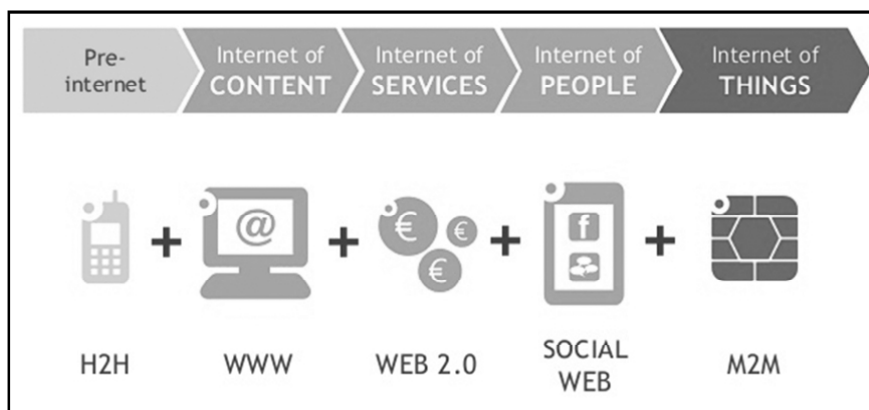 Pre-
internet
Internet of
CONTENT
Internet of
SERVICES
Internet of
PEOPLE
Internet of
THINGS
@
€
€
€
f
H2H
WWW
WEB 2.0
SOCIAL
WEB
M2M